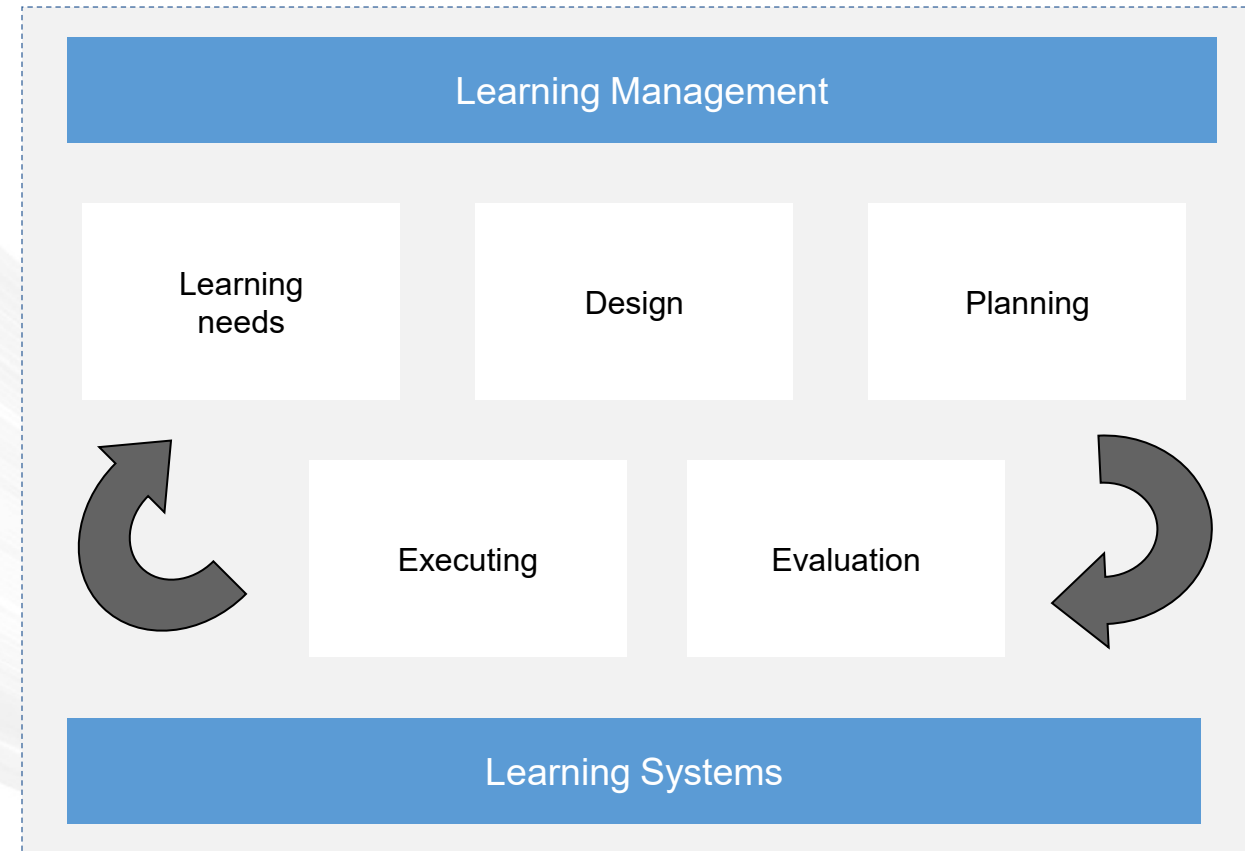 Learning Management
Learning
needs
Design
Planning
Executing
Evaluation
Learning Systems